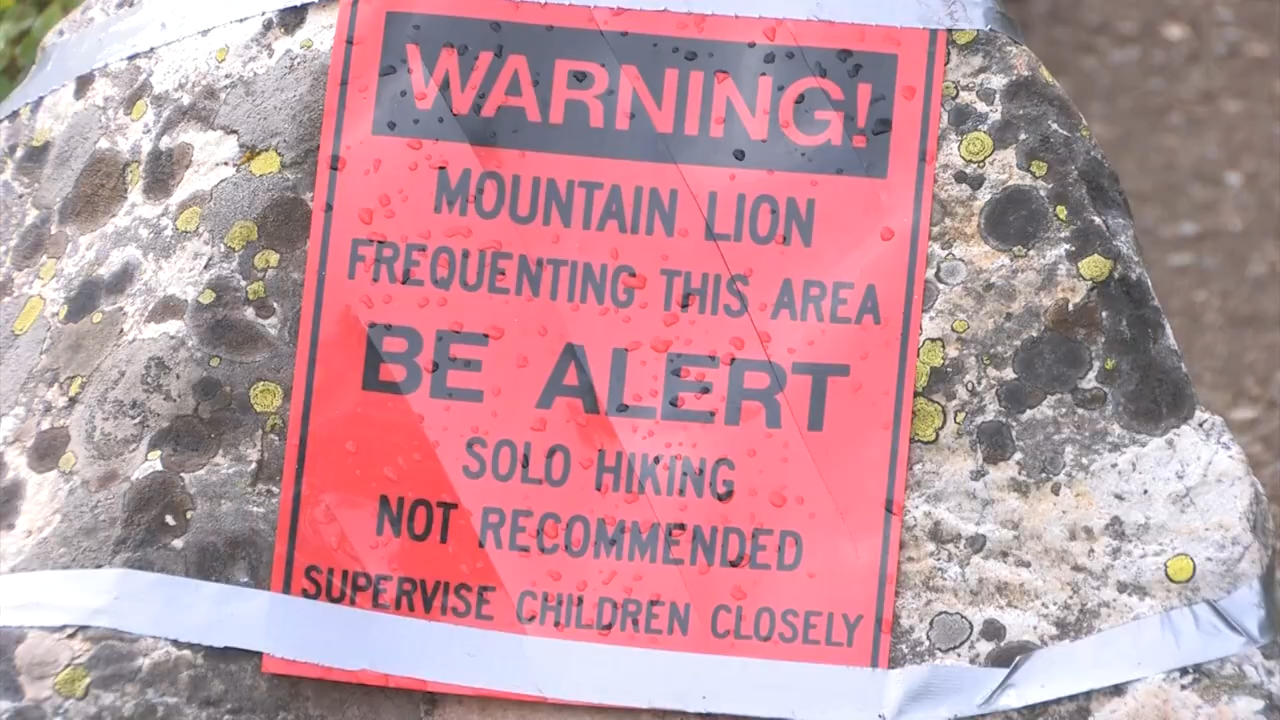 WARNING!
MOUNTAIN LION
FREQUENTING THIS AREA
BE ALERT
SOLO HIKING
NOT RECOMMENDED
SUPERVISE CHILDREN CLOSELY